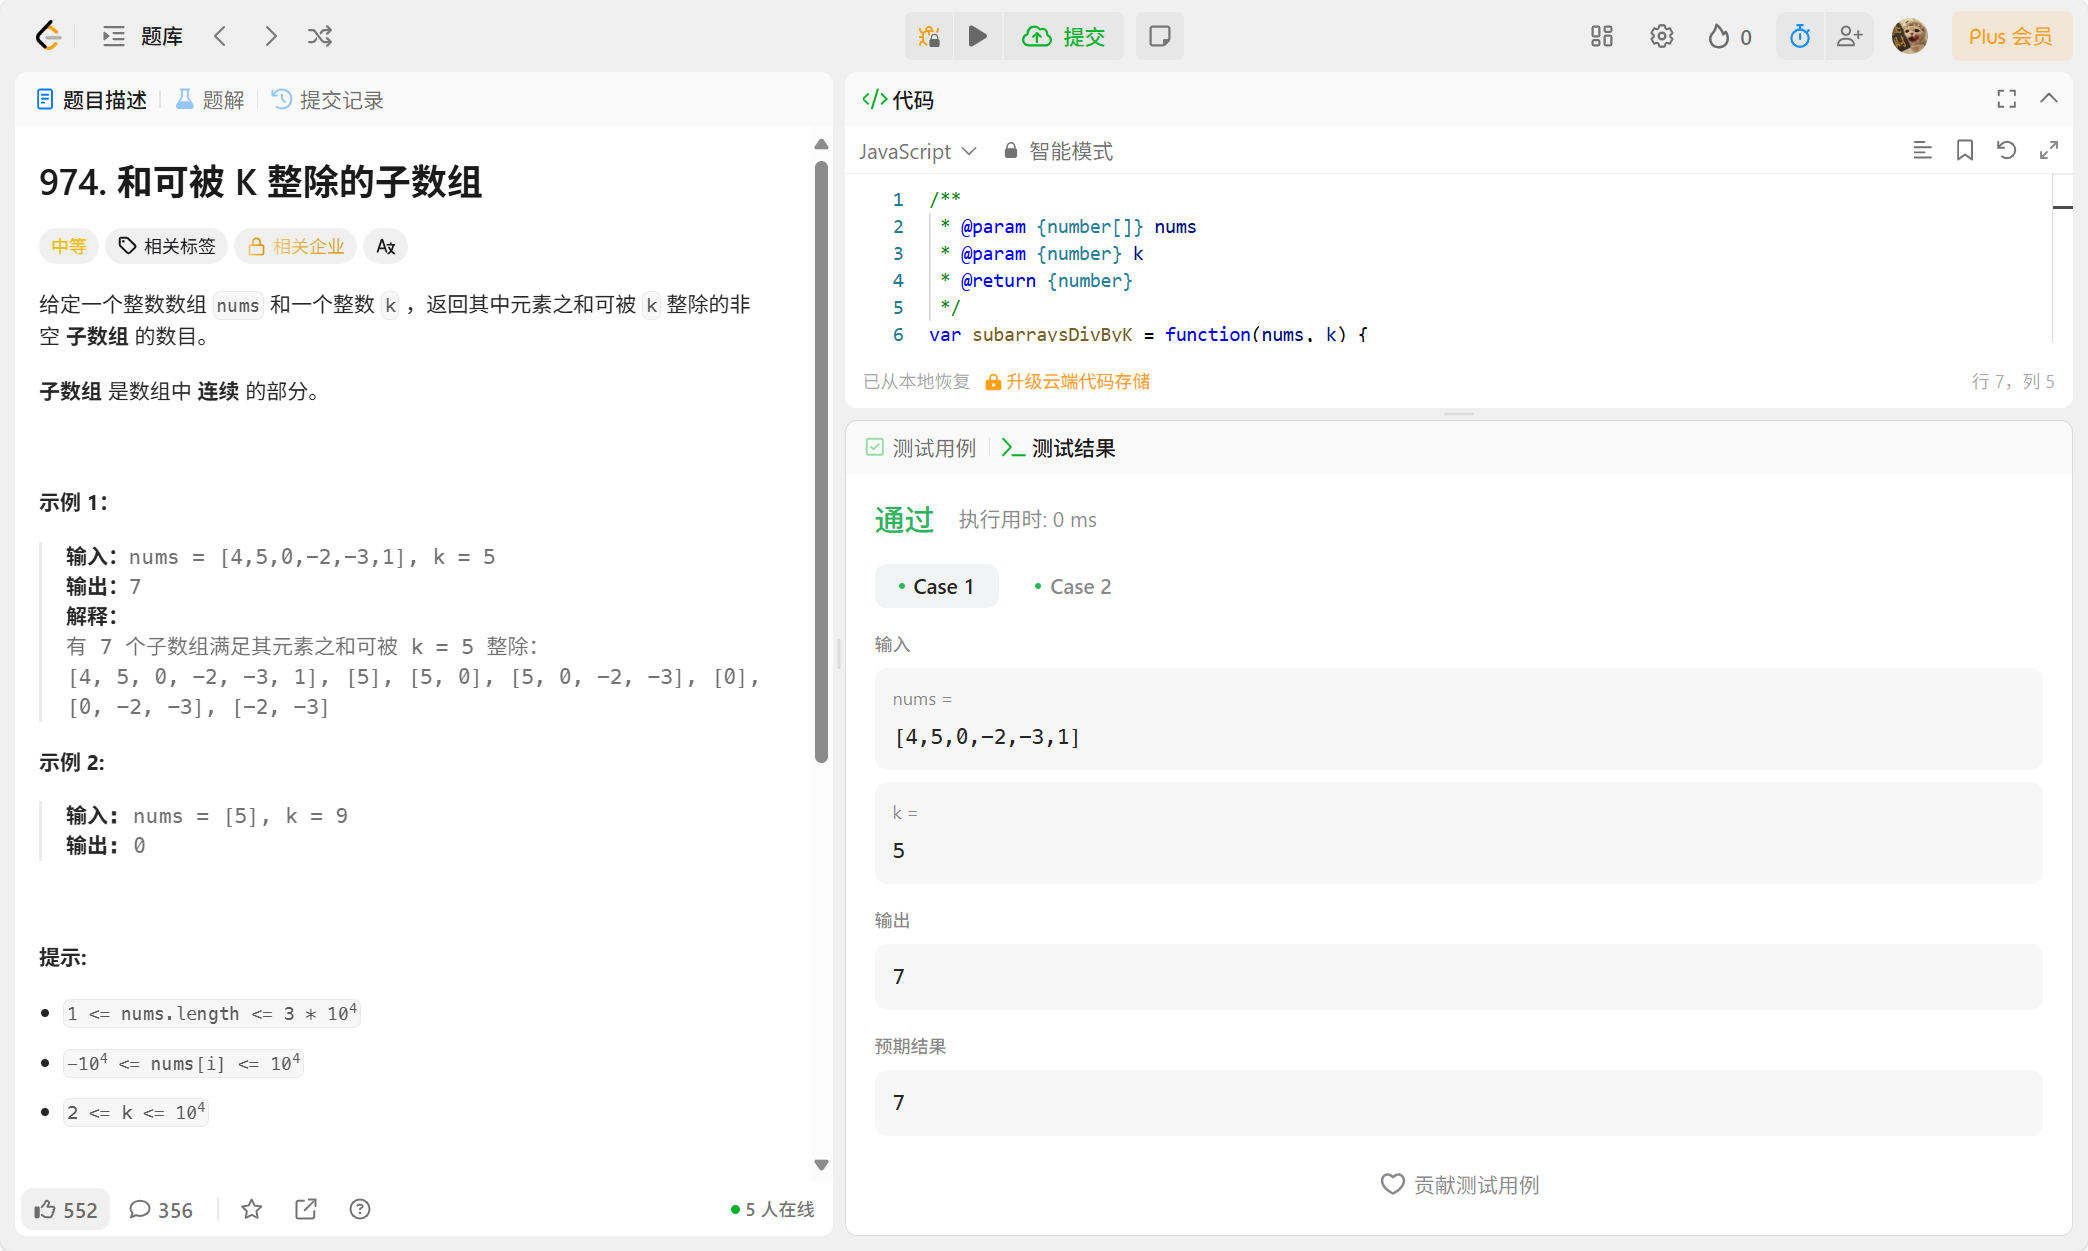 题库
提交
0
Plus 会员
题目描述
题解
提交记录
974. 和可被 K 整除的子数组
中等
相关标签
相关企业
给定一个整数数组 nums 和一个整数 k ，返回其中元素之和可被 k 整除的非
空 子数组 的数目。
子数组 是数组中 连续 的部分。
示例 1：
输入：nums = [4,5,0,-2,-3,1], k = 5
输出：7
解释：
有 7 个子数组满足其元素之和可被 k = 5 整除：
[4, 5, 0, -2, -3, 1], [5], [5, 0], [5, 0, -2, -3], [0],
[0, -2, -3], [-2, -3]
示例 2:
输入: nums = [5], k = 9
输出: 0
提示:
1 <= nums.length <= 3 * 10⁴
-10⁴ <= nums[i] <= 10⁴
2 <= k <= 10⁴
552
356
5 人在线
</> 代码
JavaScript
智能模式
1 /**
2 * @param {number[]} nums
3 * @param {number} k
4 * @return {number}
5 */
6 var subarraysDivByK = function(nums, k) {
已从本地恢复
升级云端代码存储
行 7，列 5
测试用例
测试结果
通过
执行用时: 0 ms
Case 1
Case 2
输入
nums =
[4,5,0,-2,-3,1]
k =
5
输出
7
预期结果
7
贡献测试用例